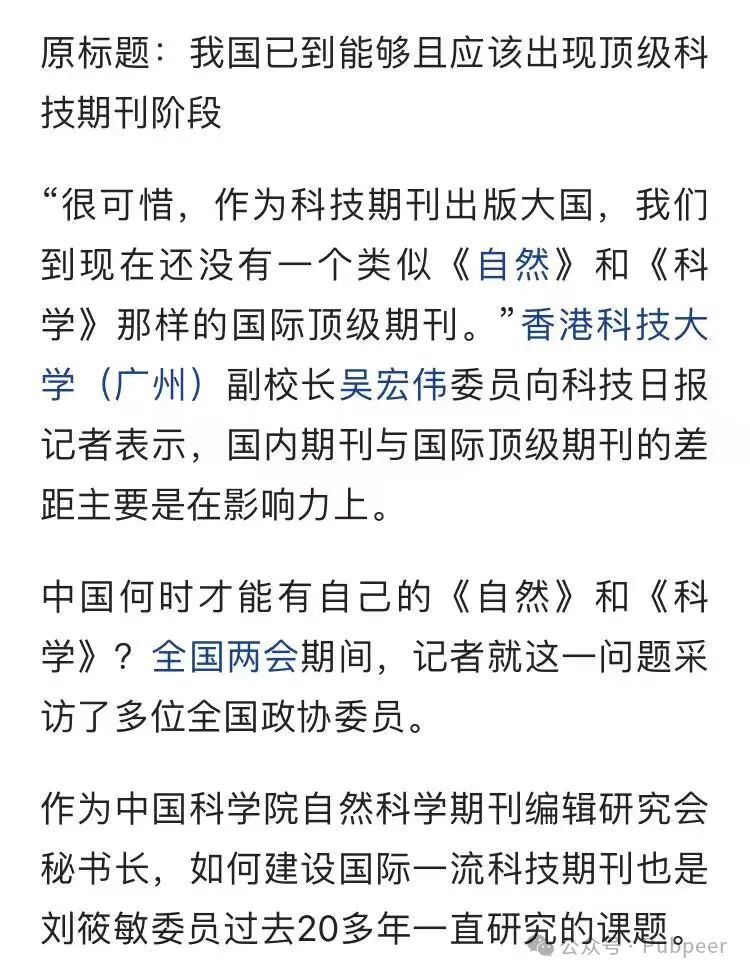 原标题：我国已到能够且应该出现顶级科
技期刊阶段
“很可惜，作为科技期刊出版大国，我们
到现在还没有一个类似《自然》和《科
学》那样的国际顶级期刊。”香港科技大
学（广州）副校长吴宏伟委员向科技日报
记者表示，国内期刊与国际顶级期刊的差
距主要是在影响力上。
中国何时才能有自己的《自然》和《科
学》？全国两会期间，记者就这一问题采
访了多位全国政协委员。
作为中国科学院自然科学期刊编辑研究会
秘书长，如何建设国际一流科技期刊也是
刘筱敏委员过去20多年一直研究的课题。
公众号·Pubpeer